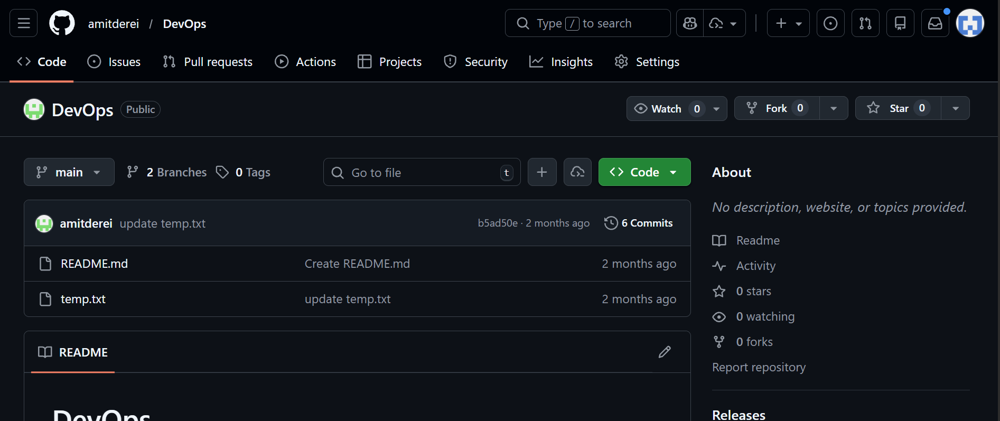 amitderei / DevOps
Type / to search
Code Issues Pull requests Actions Projects Security Insights Settings
DevOps Public
Watch 0 Fork 0 Star 0
main 2 Branches 0 Tags Go to file t Code
amitderei update temp.txt b5ad50e · 2 months ago 6 Commits
README.md Create README.md 2 months ago
temp.txt update temp.txt 2 months ago
README
DevOps
About
No description, website, or topics provided.
Readme
Activity
0 stars
0 watching
0 forks
Report repository
Releases